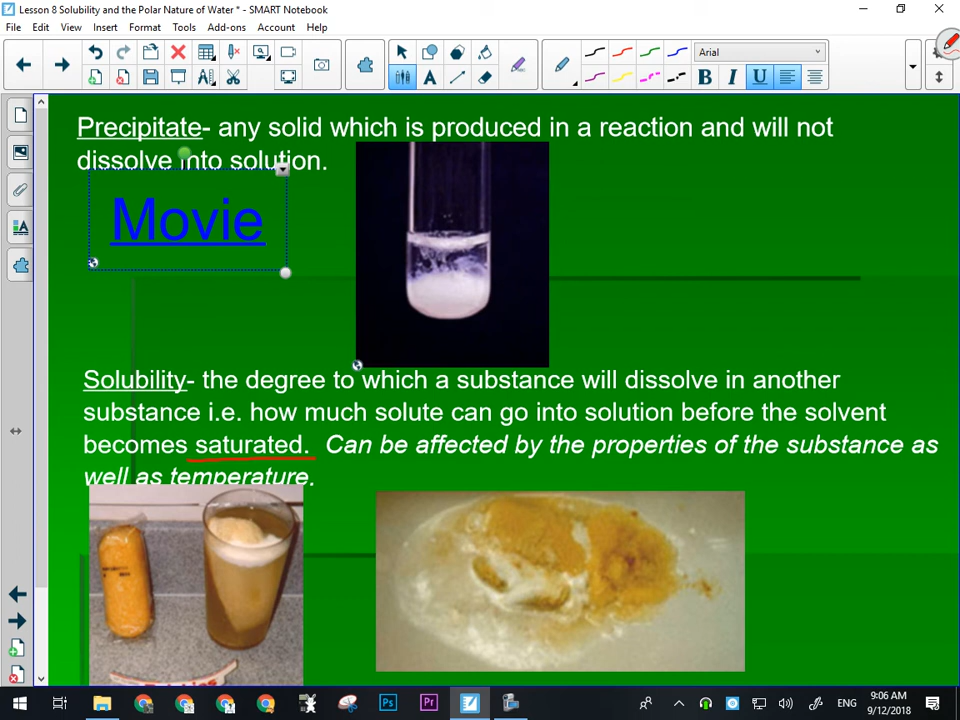 Lesson 8 Solubility and the Polar Nature of Water * - SMART Notebook
File Edit View Insert Format Tools Add-ons Account Help
Arial
B I U
Precipitate- any solid which is produced in a reaction and will not
dissolve into solution.
Movie
Solubility- the degree to which a substance will dissolve in another
substance i.e. how much solute can go into solution before the solvent
becomes saturated. Can be affected by the properties of the substance as
well as temperature.
Ps Pr
ENG
9:06 AM
9/12/2018